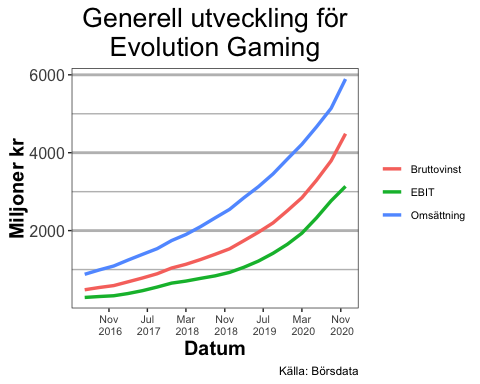 Generell utveckling för
Evolution Gaming
Miljoner kr
6000
4000
2000
Nov
2016
Jul
2017
Mar
2018
Nov
2018
Jul
2019
Mar
2020
Nov
2020
Datum
Bruttovinst
EBIT
Omsättning
Källa: Börsdata